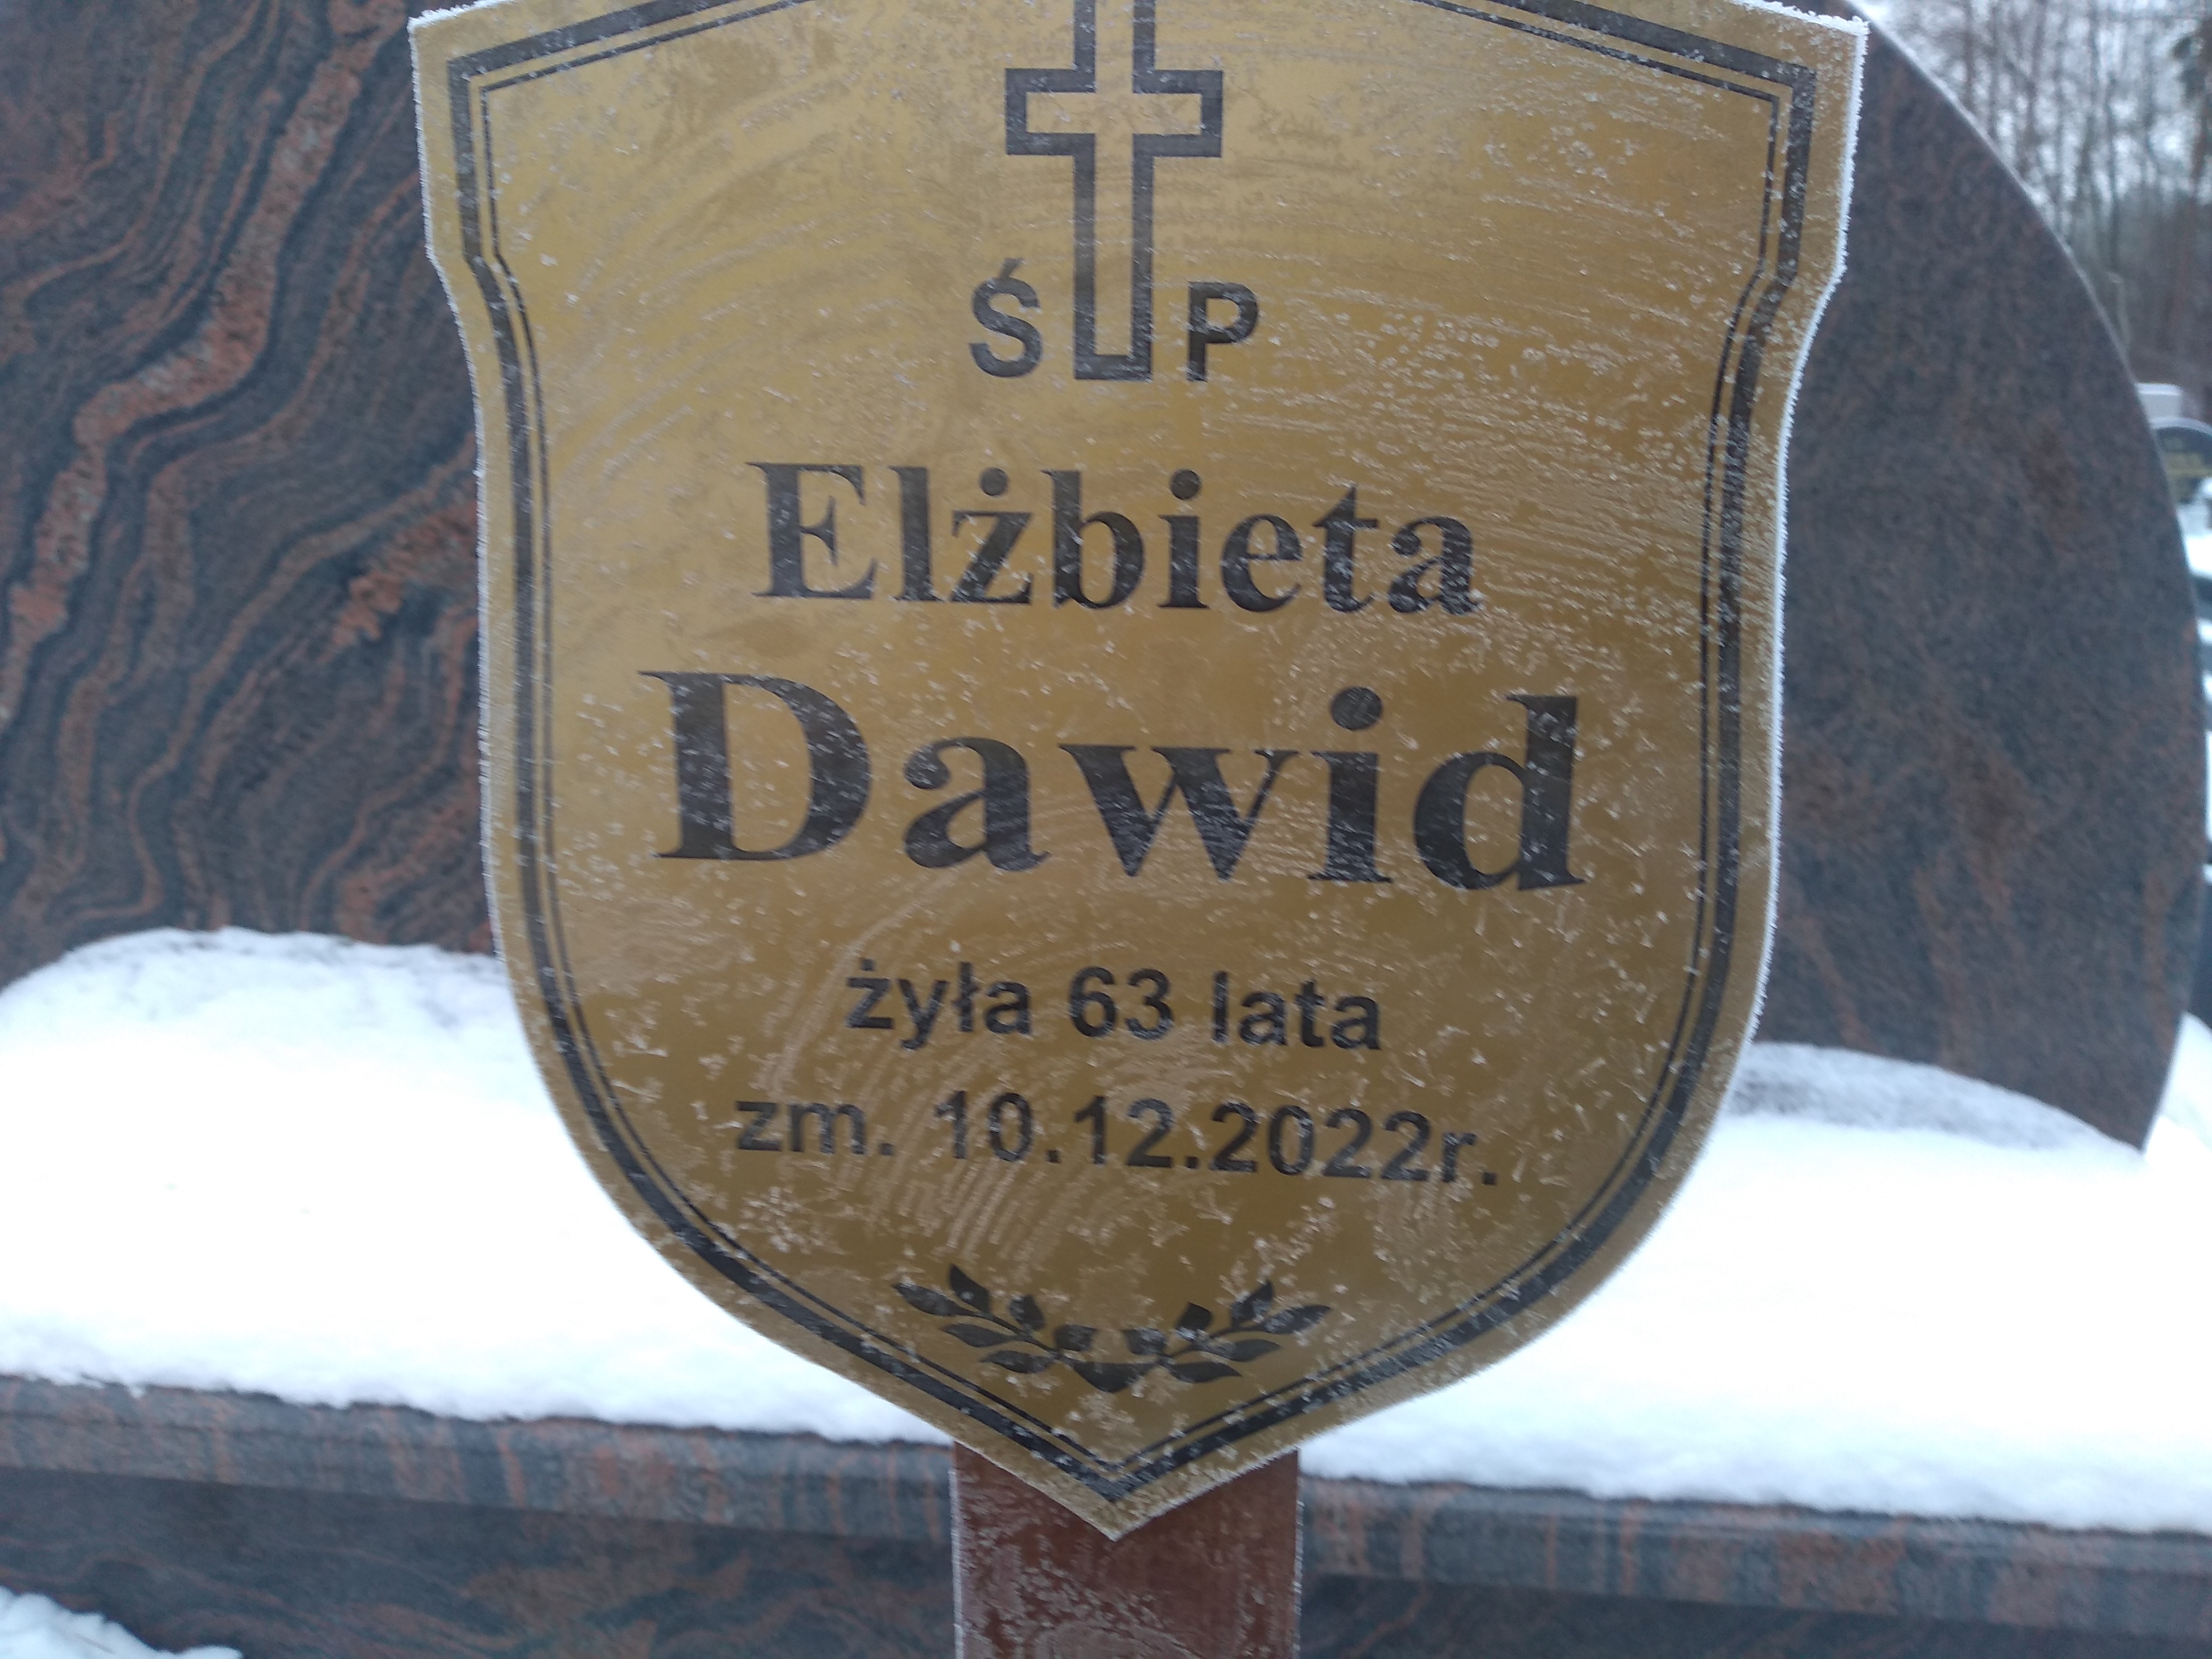 Ś P
Elżbieta
Dawid
żyła 63 lata
zm. 10.12.2022r.